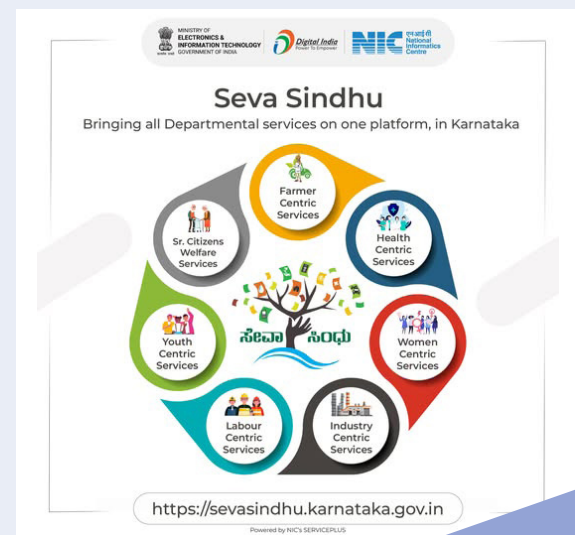 MINISTRY OF
ELECTRONICS &
INFORMATION TECHNOLOGY
GOVERNMENT OF INDIA
Digital India
Power To Empower
NIC
एन आई सी
National
Informatics
Centre
Seva Sindhu
Bringing all Departmental services on one platform, in Karnataka
Farmer
Centric
Services
Sr. Citizens
Welfare
Services
Health
Centric
Services
ಸೇವಾ ಸಿಂಧು
Youth
Centric
Services
Women
Centric
Services
Labour
Centric
Services
Industry
Centric
Services
https://sevasindhu.karnataka.gov.in
Powered by NIC's SERVICEPLUS